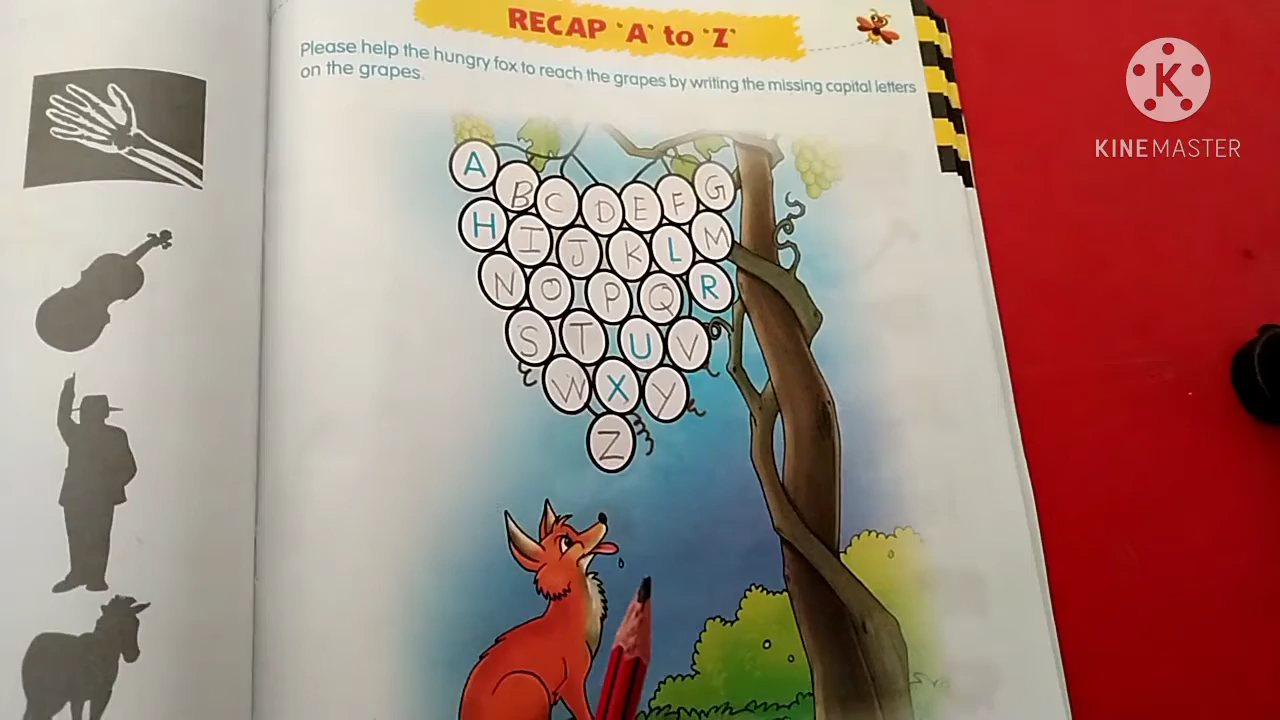 RECAP 'A' to 'Z'
Please help the hungry fox to reach the grapes by writing the missing capital letters
on the grapes.
K
KINEMASTER
A B C D E F G
H I J K L M
N O P Q R
S T U V
W X Y
Z